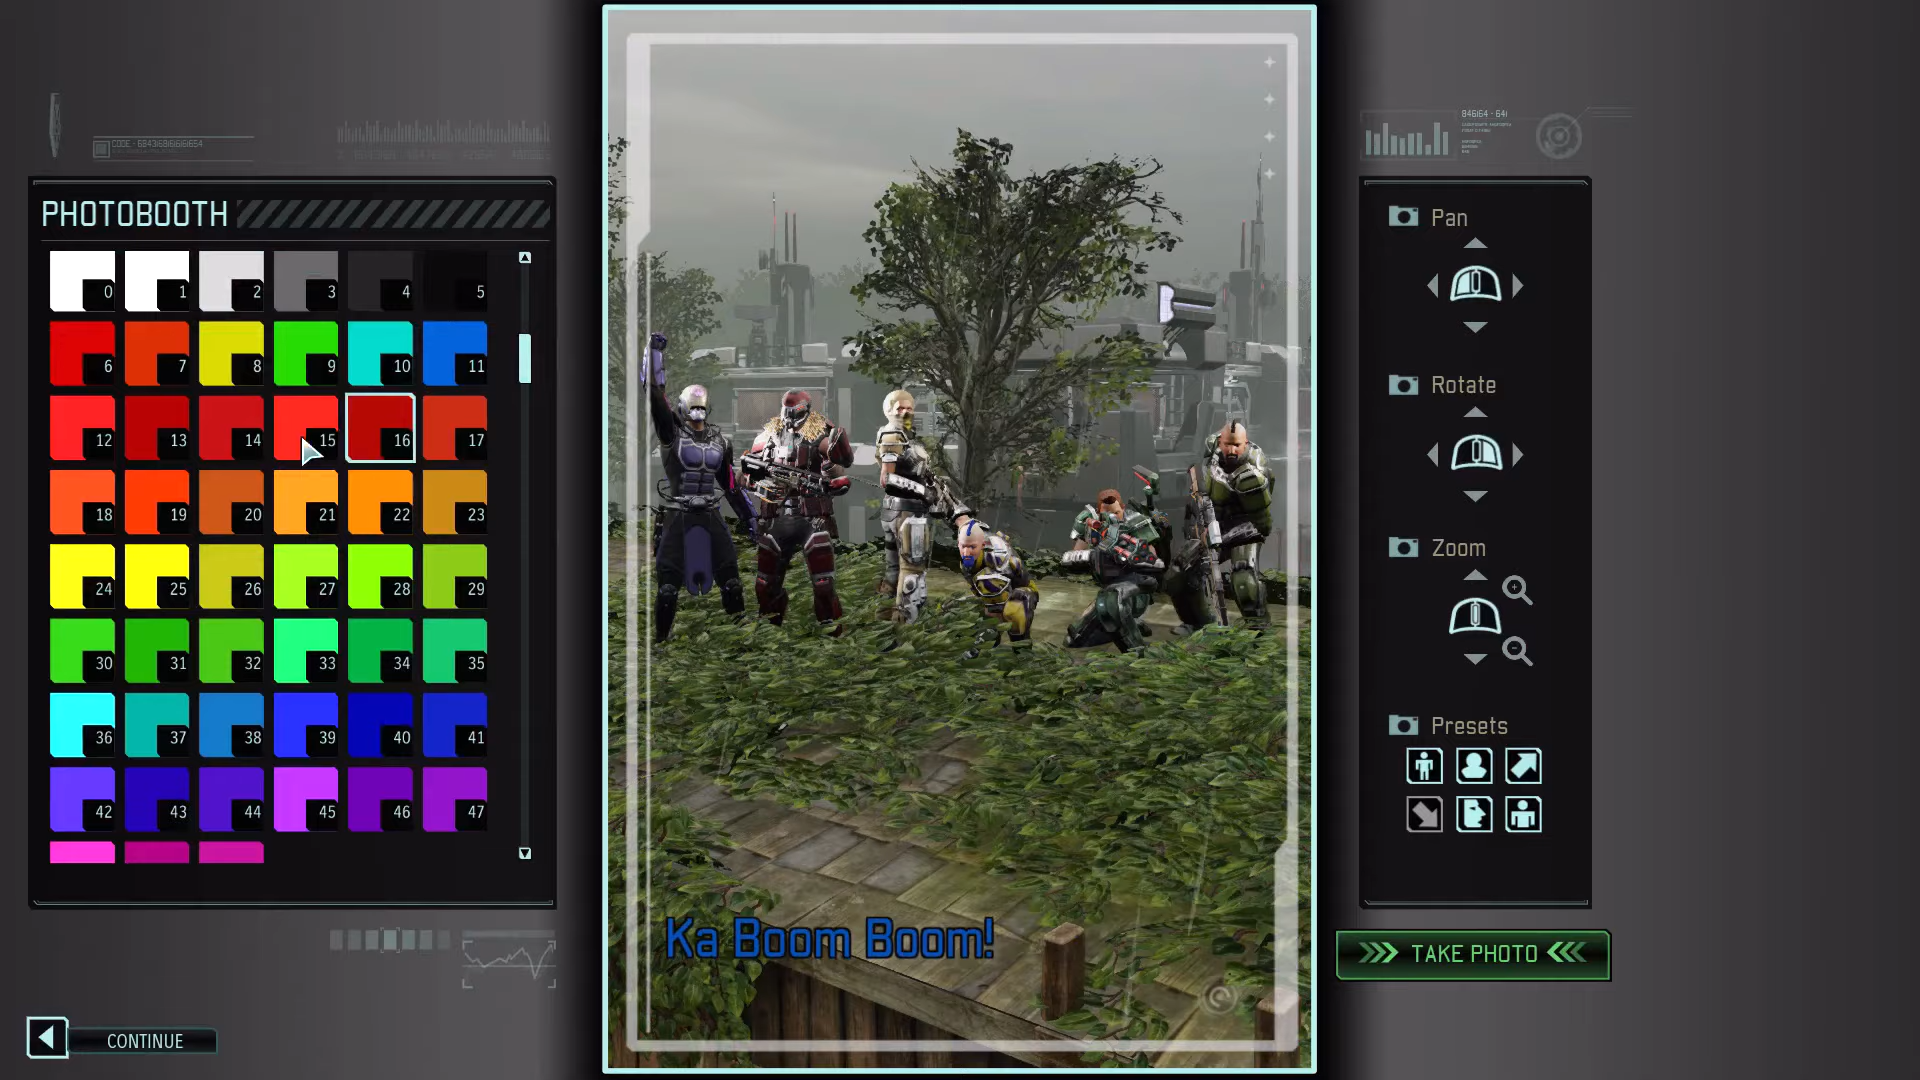 PHOTOBOOTH
0 1 2 3 4 5
6 7 8 9 10 11
12 13 14 15 16 17
18 19 20 21 22 23
24 25 26 27 28 29
30 31 32 33 34 35
36 37 38 39 40 41
42 43 44 45 46 47
CONTINUE
Ka Boom Boom!
846164 - 641
Pan
Rotate
Zoom
Presets
TAKE PHOTO